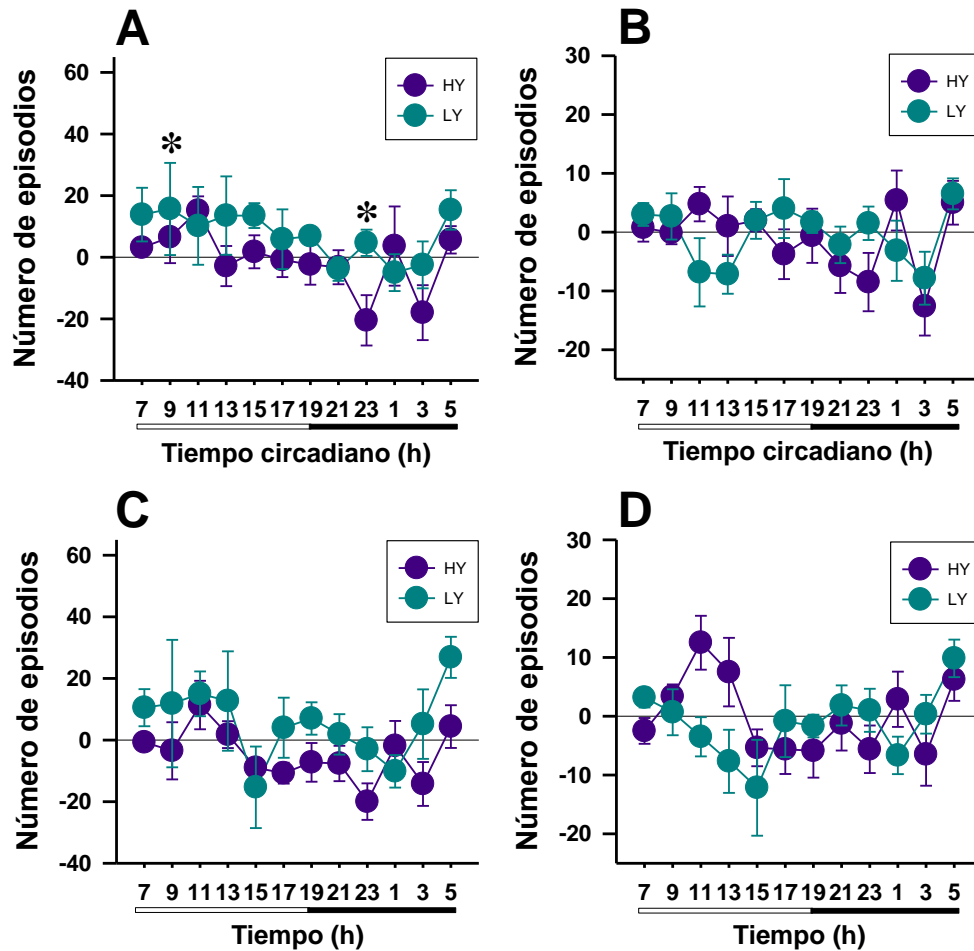 A
Número de episodios
60
40
20
0
-20
-40
HY
LY
*
*
7 9 11 13 15 17 19 21 23 1 3 5
Tiempo circadiano (h)
B
Número de episodios
30
20
10
0
-10
-20
HY
LY
7 9 11 13 15 17 19 21 23 1 3 5
Tiempo circadiano (h)
C
Número de episodios
60
40
20
0
-20
-40
HY
LY
7 9 11 13 15 17 19 21 23 1 3 5
Tiempo (h)
D
Número de episodios
30
20
10
0
-10
-20
HY
LY
7 9 11 13 15 17 19 21 23 1 3 5
Tiempo (h)